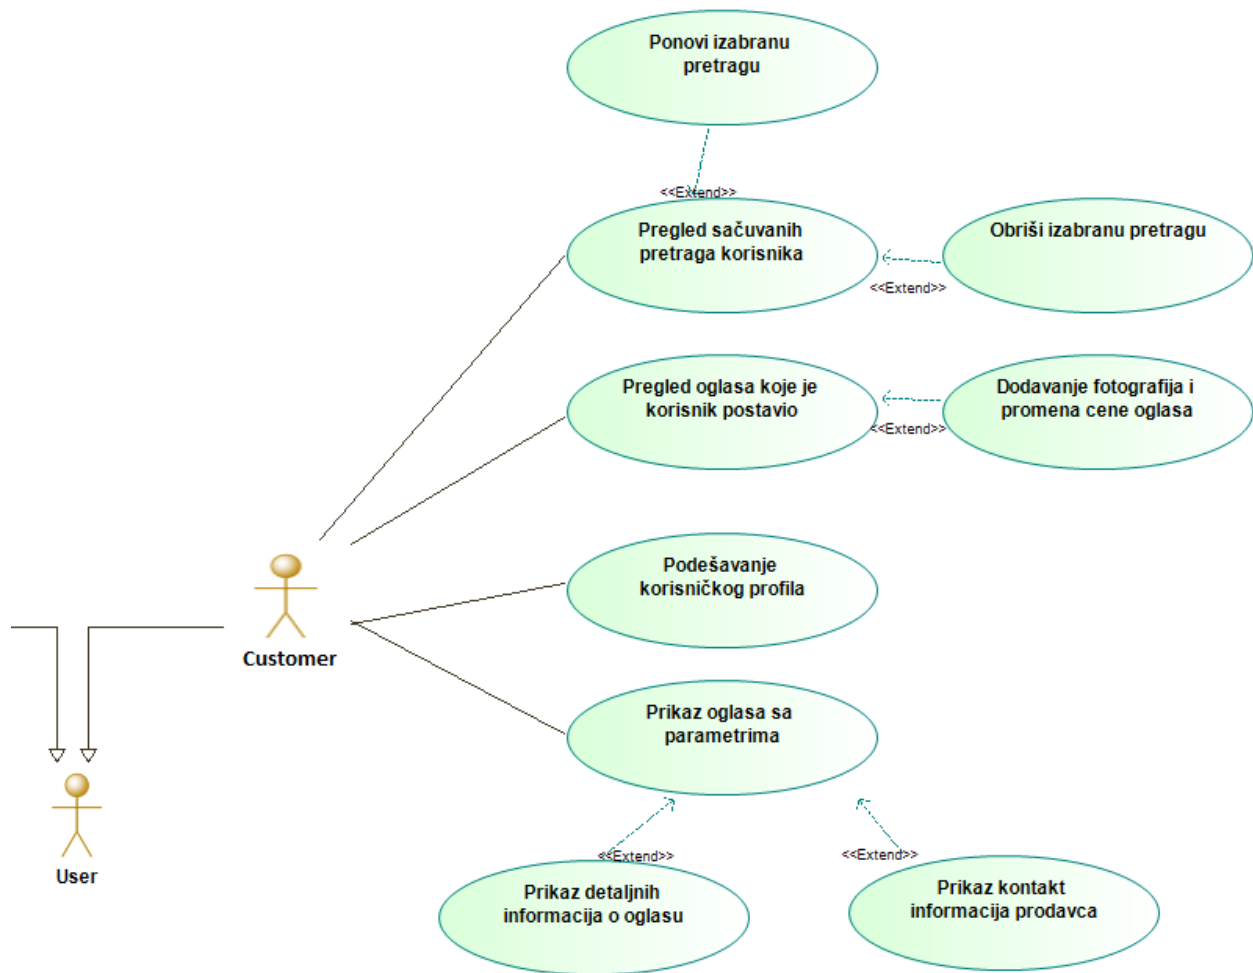 Ponovi izabranu
pretragu
<<Extend>>
Pregled sačuvanih
pretraga korisnika
Obriši izabranu pretragu
<<Extend>>
Pregled oglasa koje je
korisnik postavio
Dodavanje fotografija i
promena cene oglasa
<<Extend>>
Podešavanje
korisničkog profila
Customer
Prikaz oglasa sa
parametrima
User
<<Extend>>
<<Extend>>
Prikaz detaljnih
informacija o oglasu
Prikaz kontakt
informacija prodavca